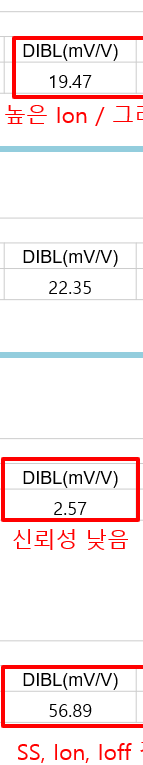 DIBL(mV/V)
19.47
높은 Ion /
DIBL(mV/V)
22.35
DIBL(mV/V)
2.57
신뢰성 낮음
DIBL(mV/V)
56.89
SS, Ion, Ioff